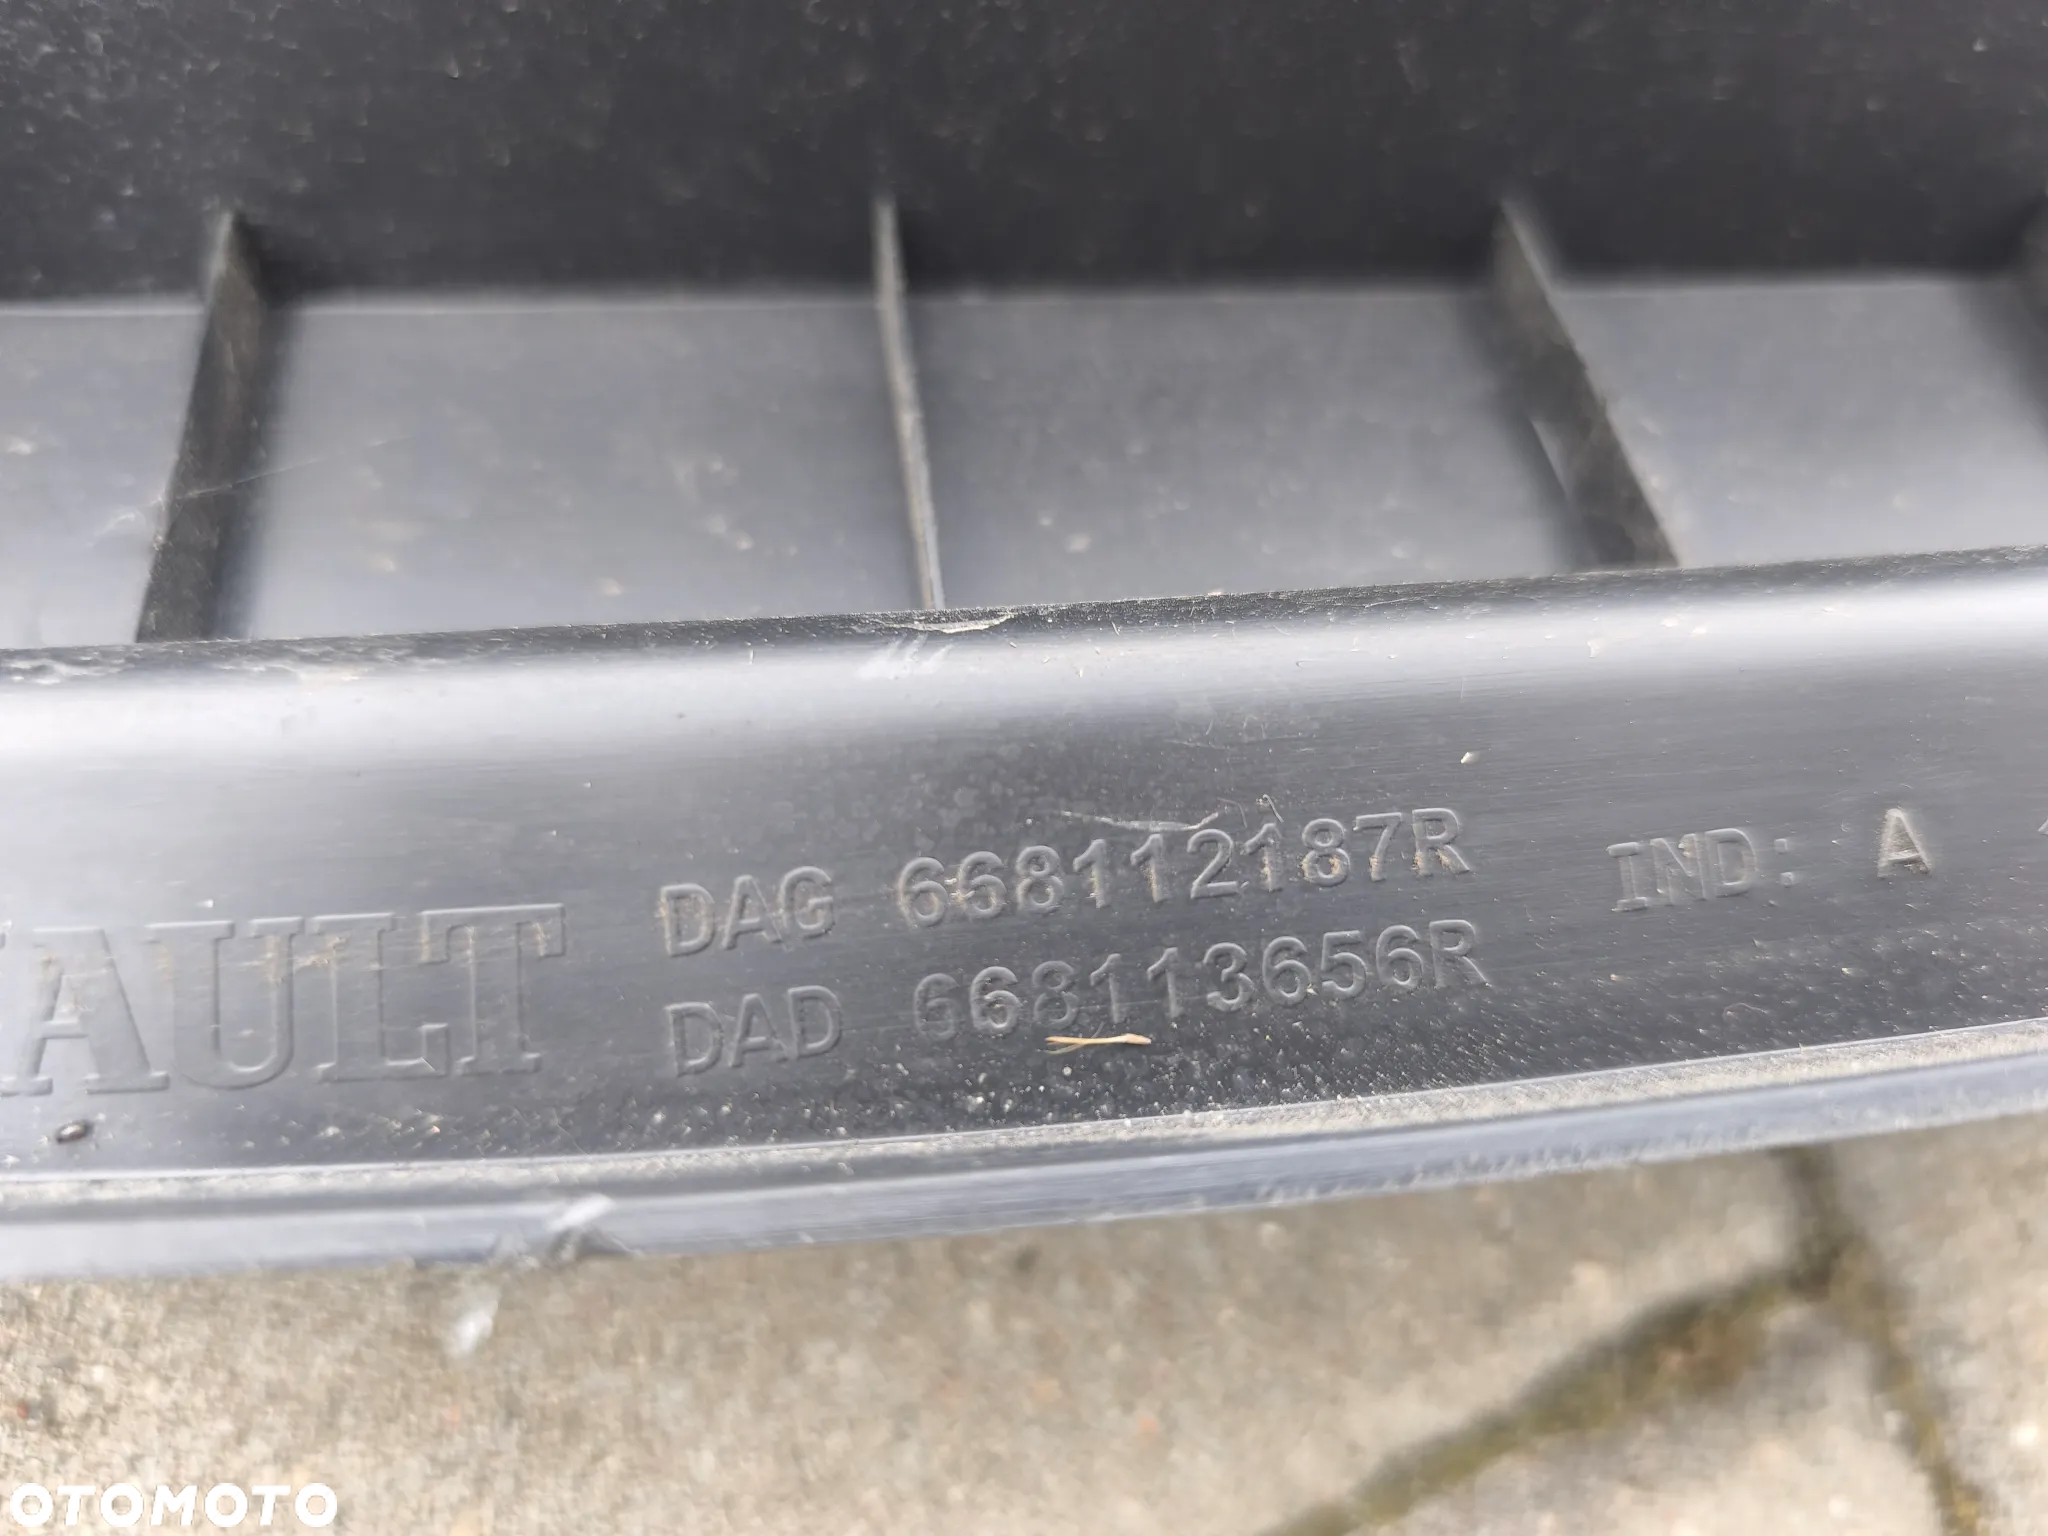 DAG 668112187R IND: A
AULT
DAD 668113656R
OTOMOTO